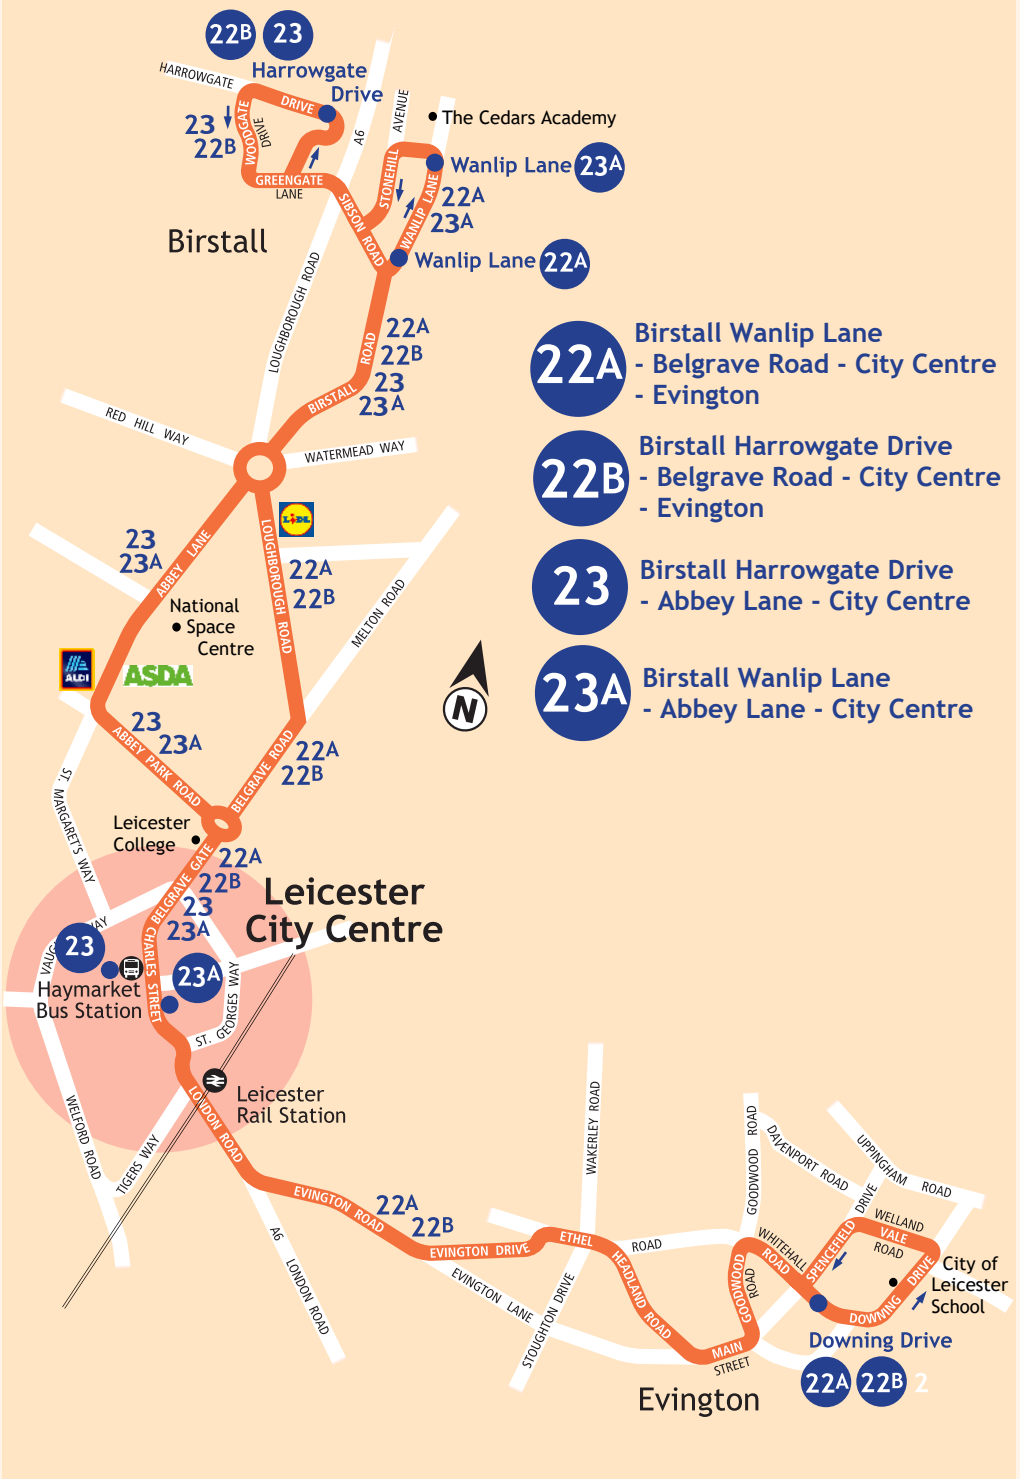 22B 23
Harrowgate
Drive
HARROWGATE
DRIVE
23
22B
WOODGATE
DRIVE
GREENGATE
LANE
A6
AVENUE
The Cedars Academy
STONEHILL
Wanlip Lane 23A
WANLIP LANE
22A
23A
SIBSON ROAD
Wanlip Lane 22A
Birstall
LOUGHBOROUGH ROAD
22A
22B
23
23A
BIRSTALL ROAD
22A
Birstall Wanlip Lane
- Belgrave Road - City Centre
- Evington
22B
Birstall Harrowgate Drive
- Belgrave Road - City Centre
- Evington
23
Birstall Harrowgate Drive
- Abbey Lane - City Centre
23A
Birstall Wanlip Lane
- Abbey Lane - City Centre
RED HILL WAY
WATERMEAD WAY
LIDL
23
23A
ABBEY LANE
LOUGHBOROUGH ROAD
22A
22B
MELTON ROAD
National
Space
Centre
ALDI
ASDA
N
23
23A
ABBEY PARK ROAD
22A
22B
BELGRAVE ROAD
ST. MARGARET'S WAY
Leicester
College
BELGRAVE GATE
22A
22B
23
23A
Leicester
City Centre
VAUG
WAY
23
Haymarket
Bus Station
CHARLES STREET
23A
ST. GEORGES WAY
Leicester
Rail Station
LONDON ROAD
WELFORD ROAD
TIGERS WAY
EVINGTON ROAD
22A
22B
A6 LONDON ROAD
EVINGTON DRIVE
EVINGTON LANE
STOUGHTON DRIVE
WAKERLEY ROAD
ETHEL
ROAD
HEADLAND ROAD
MAIN
STREET
Evington
GOODWOOD
ROAD
GOODWOOD ROAD
DAVENPORT ROAD
UPPINGHAM ROAD
WHITEHALL
ROAD
SPENCEFIELD
DRIVE
WELLAND
VALE
ROAD
DOWNING DRIVE
City of
Leicester
School
Downing Drive
22A 22B 2